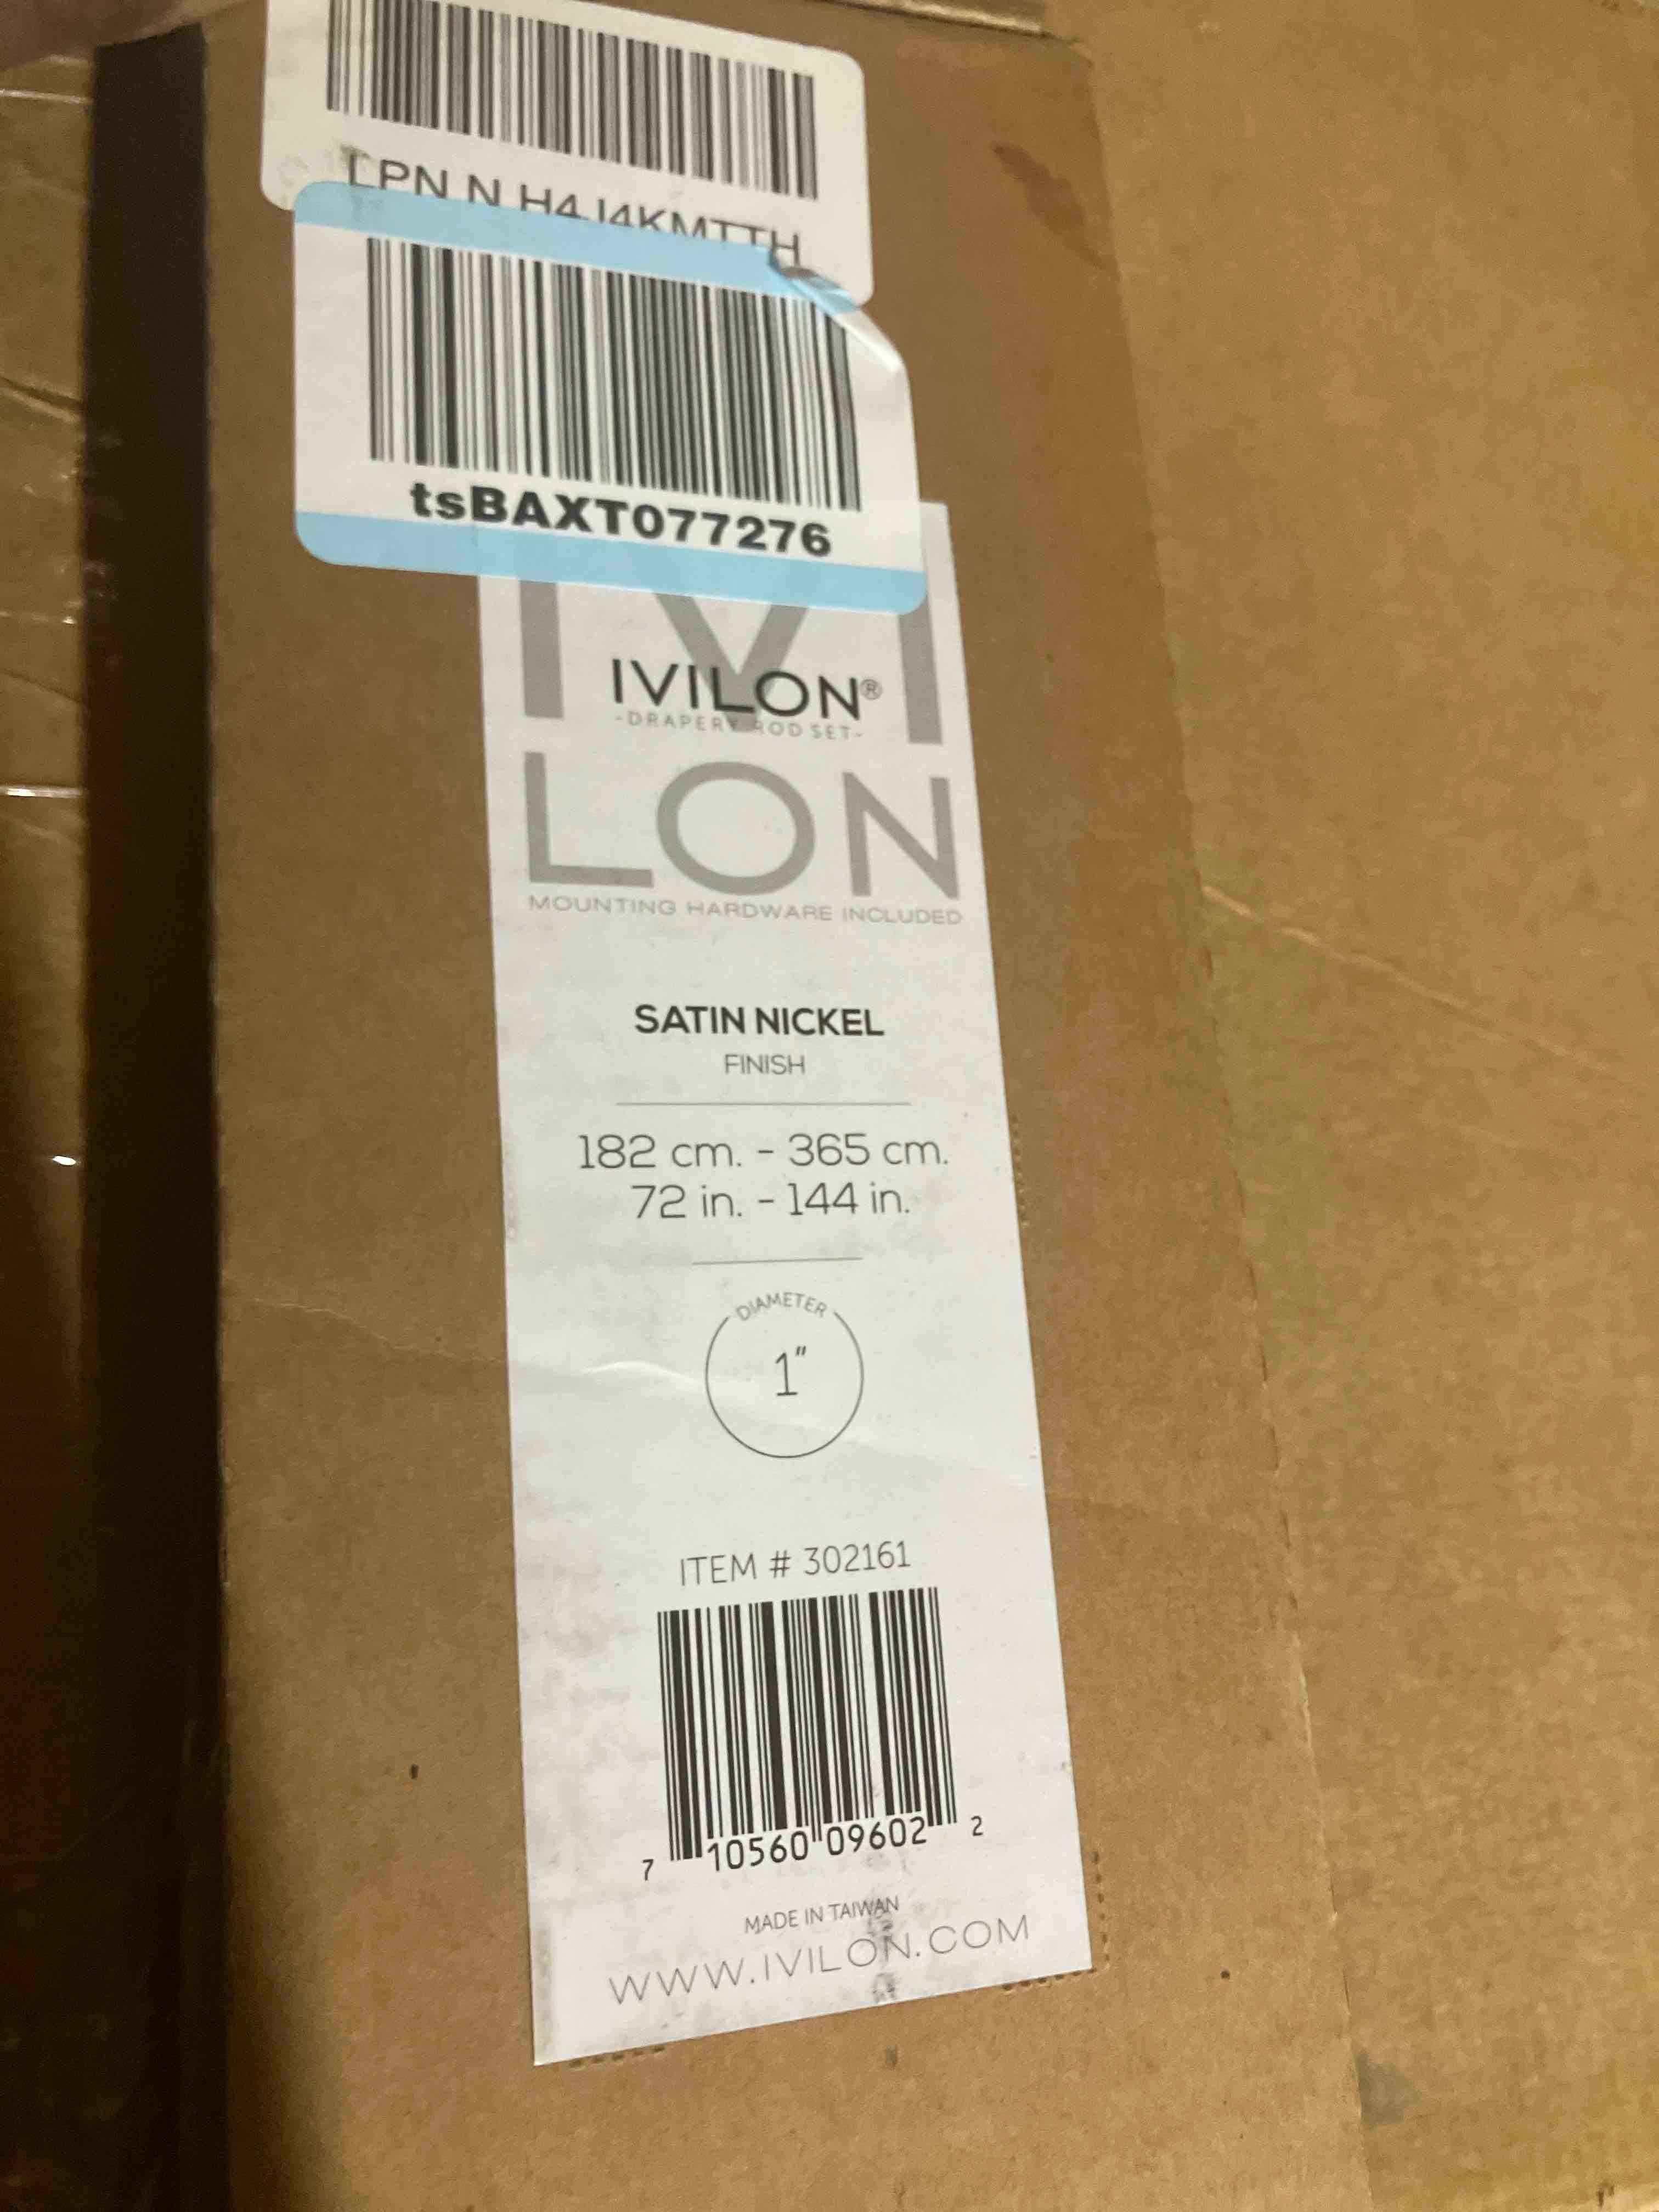 LPN N H4J4KMTTH
tsBAXT077276
IVI
IVILON®
-DRAPERY ROD SET-
LON
MOUNTING HARDWARE INCLUDED
SATIN NICKEL
FINISH
182 cm. - 365 cm.
72 in. - 144 in.
DIAMETER
1"
ITEM # 302161
7 10560 09602 2
MADE IN TAIWAN
WWW.IVILON.COM